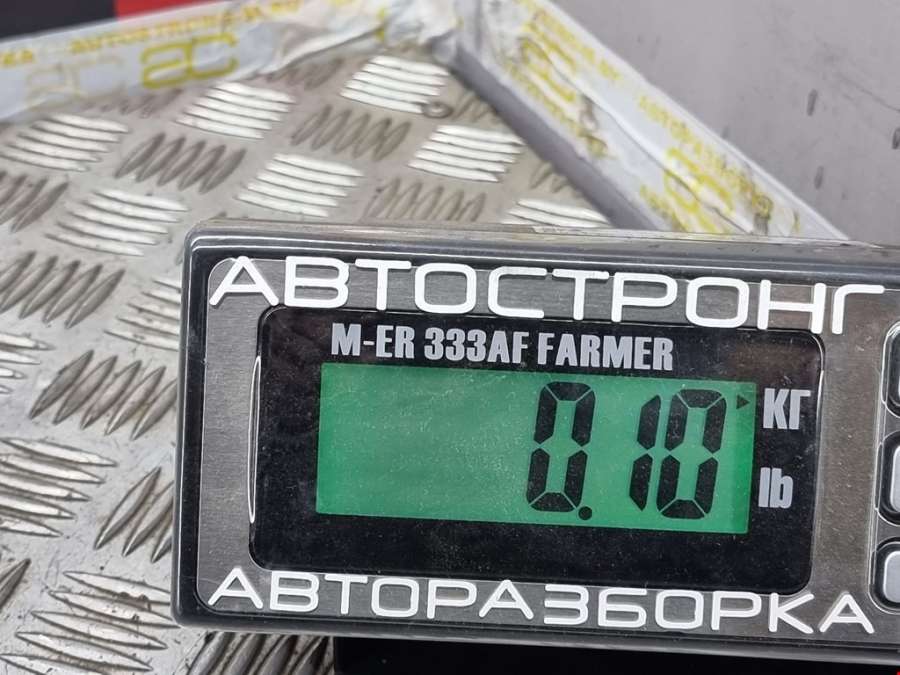 АВТОСТРОНГ
M-ER 333AF FARMER
0.10
КГ
lb
АВТОРАЗБОРКА